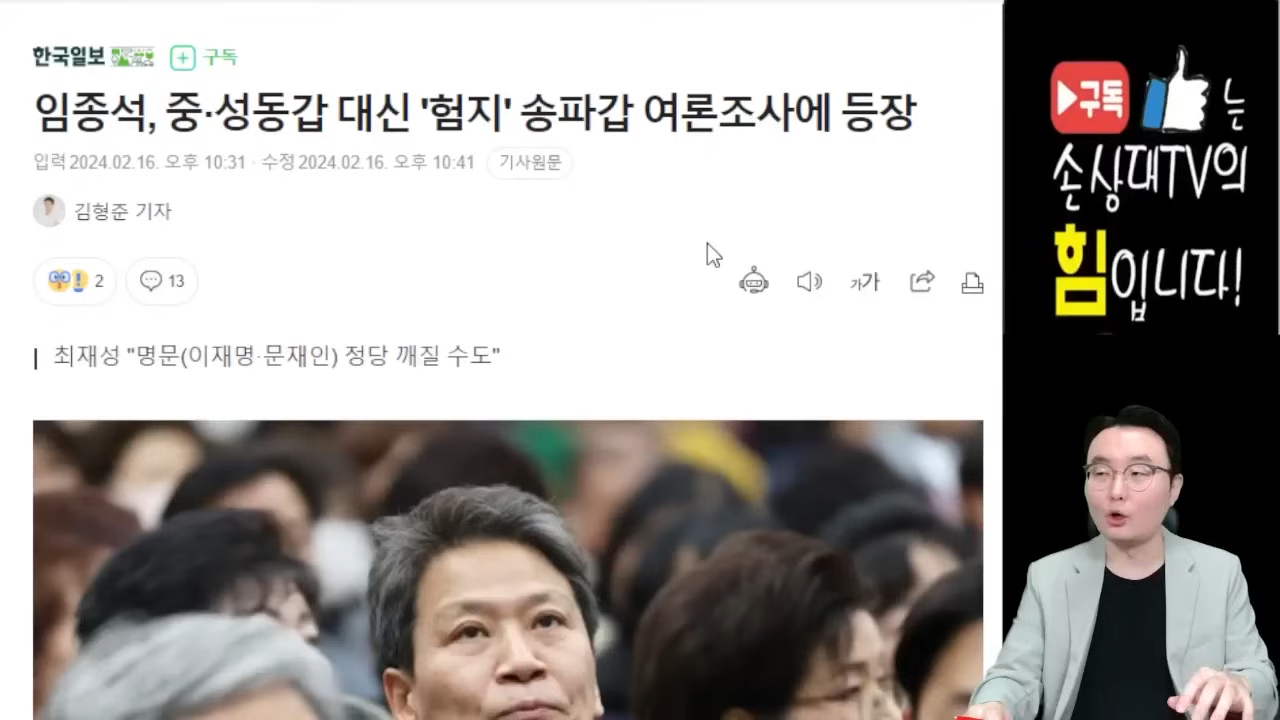 한국일보
구독
임종석, 중·성동갑 대신 '험지' 송파갑 여론조사에 등장
입력 2024.02.16. 오후 10:31 · 수정 2024.02.16. 오후 10:41 기사원문
김형준 기자
2 13
가가
최재성 "명문(이재명·문재인) 정당 깨질 수도"
구독 는
손상대TV의
힘입니다!